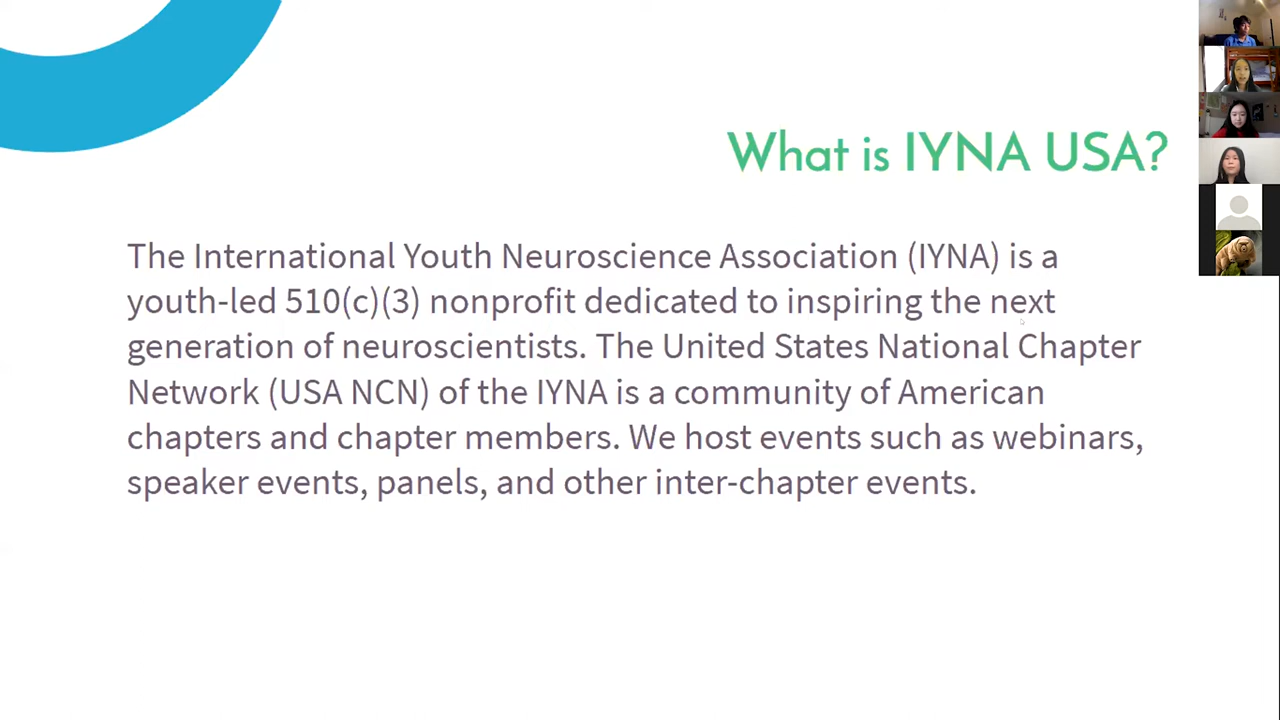 What is IYNA USA?
The International Youth Neuroscience Association (IYNA) is a
youth-led 510(c)(3) nonprofit dedicated to inspiring the next
generation of neuroscientists. The United States National Chapter
Network (USA NCN) of the IYNA is a community of American
chapters and chapter members. We host events such as webinars,
speaker events, panels, and other inter-chapter events.